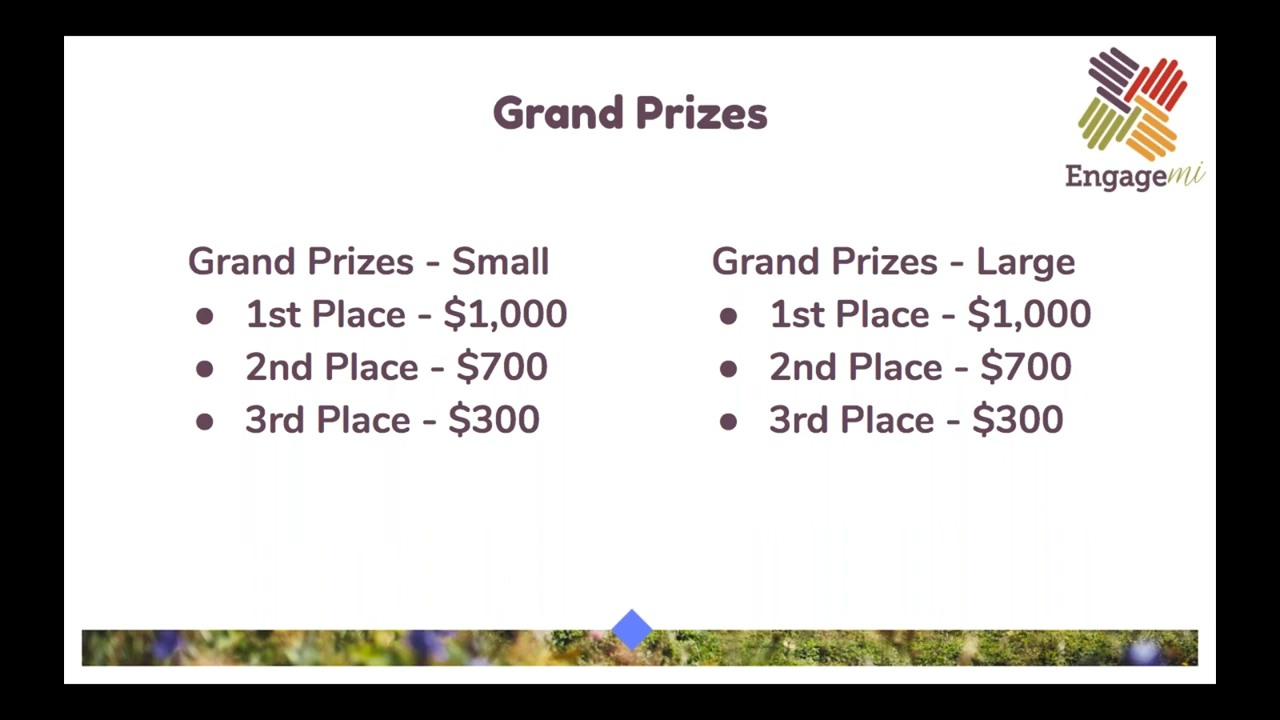 Grand Prizes
Engagemi
Grand Prizes - Small
● 1st Place - $1,000
● 2nd Place - $700
● 3rd Place - $300
Grand Prizes - Large
● 1st Place - $1,000
● 2nd Place - $700
● 3rd Place - $300